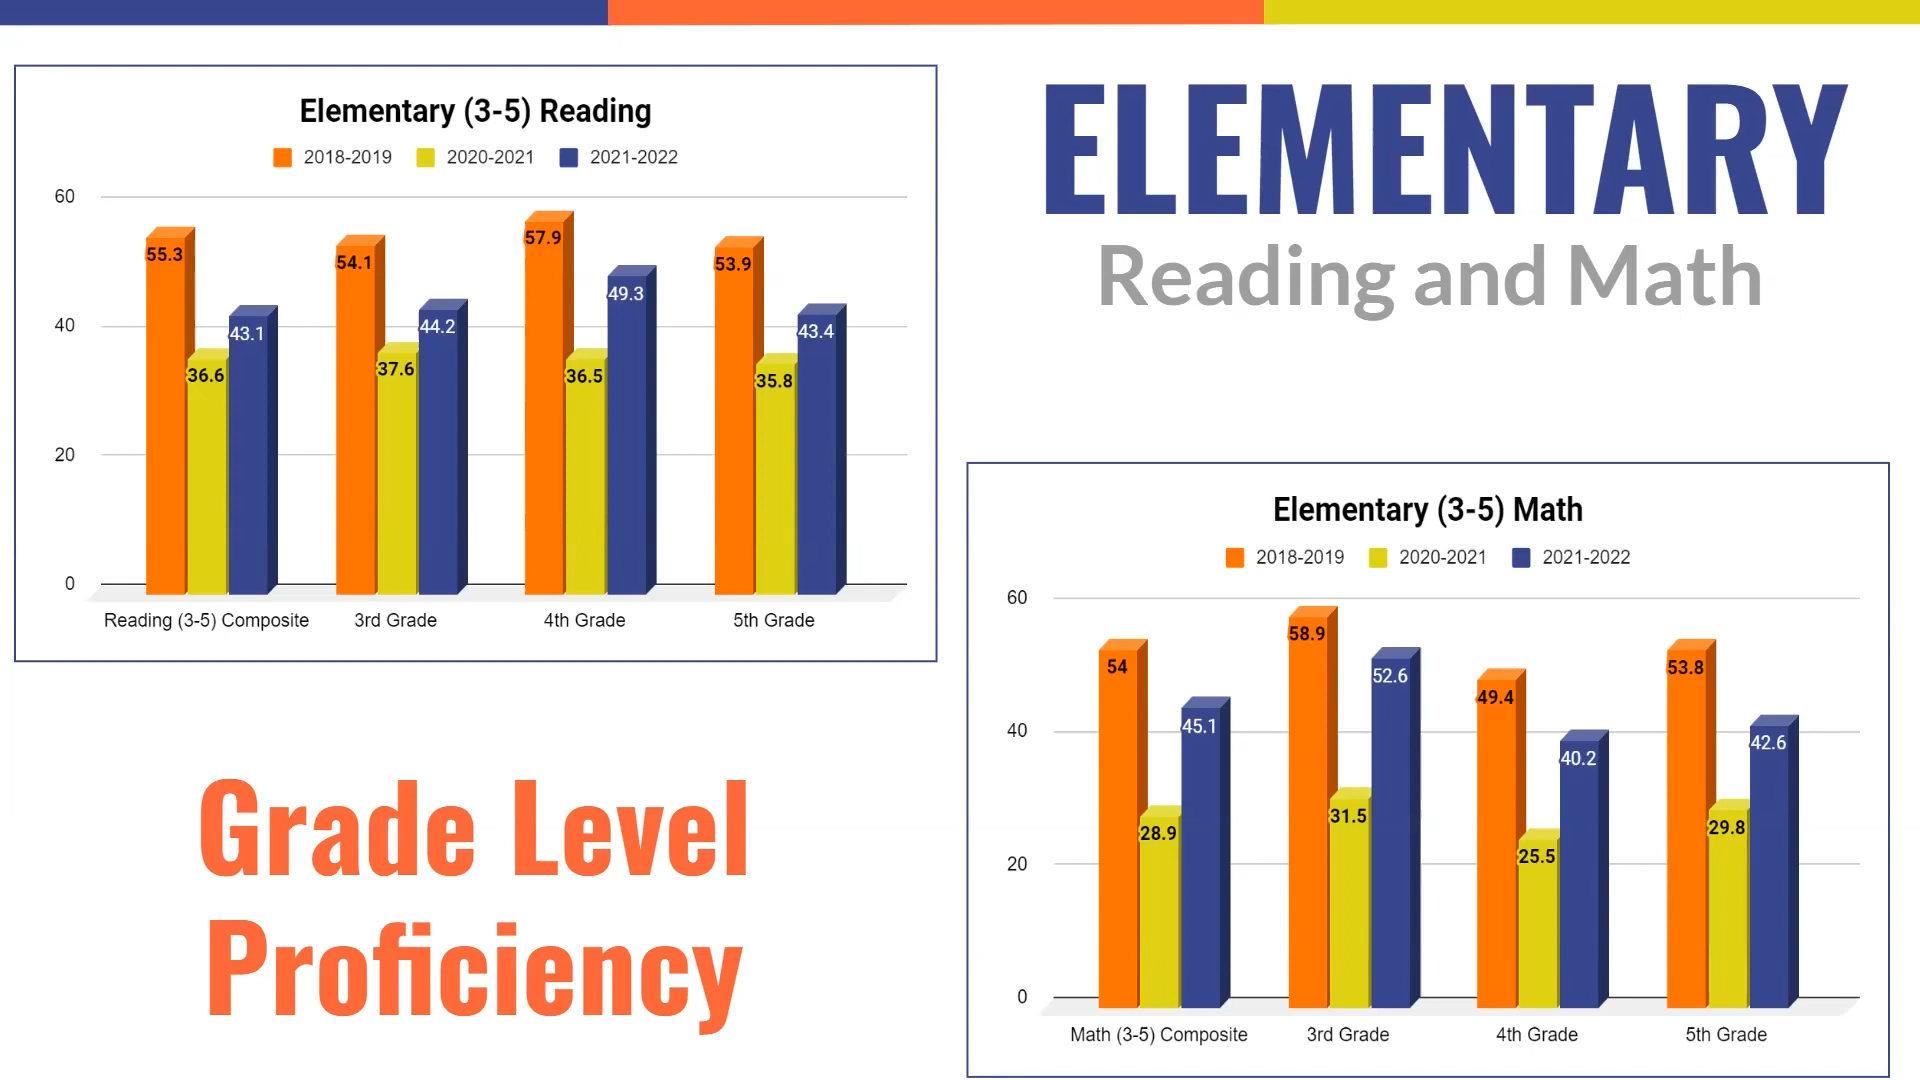 Elementary (3-5) Reading
2018-2019 2020-2021 2021-2022
60
40
20
0
55.3 36.6 43.1
54.1 37.6 44.2
57.9 36.5 49.3
53.9 35.8 43.4
Reading (3-5) Composite 3rd Grade 4th Grade 5th Grade
ELEMENTARY
Reading and Math
Grade Level
Proficiency
Elementary (3-5) Math
2018-2019 2020-2021 2021-2022
60
40
20
0
54 28.9 45.1
58.9 31.5 52.6
49.4 25.5 40.2
53.8 29.8 42.6
Math (3-5) Composite 3rd Grade 4th Grade 5th Grade